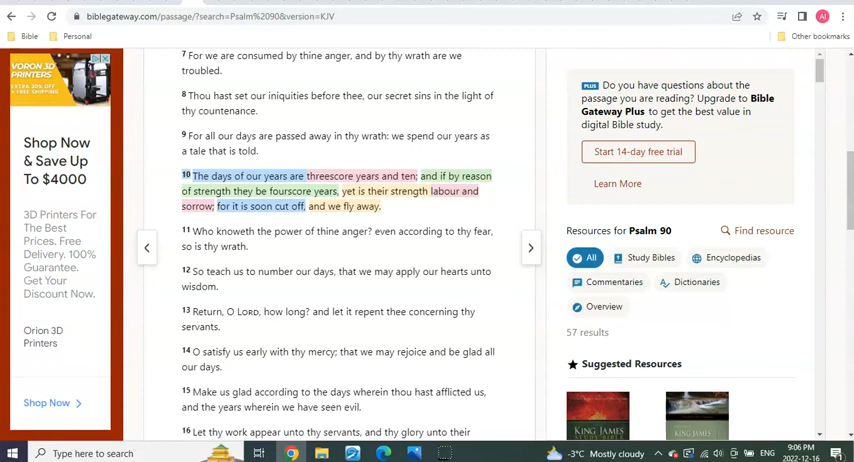 biblegateway.com/passage/?search=Psalm%2090&version=KJV
AI
Bible
Personal
Other bookmarks
VORON 3D
PRINTERS
EXTRA 30% OFF
& FREE SHIPPING
Shop Now
& Save Up
To $4000
3D Printers For
The Best
Prices. Free
Delivery. 100%
Guarantee.
Get Your
Discount Now.
Orion 3D
Printers
Shop Now
7 For we are consumed by thine anger, and by thy wrath are we
troubled.
8 Thou hast set our iniquities before thee, our secret sins in the light of
thy countenance.
9 For all our days are passed away in thy wrath: we spend our years as
a tale that is told.
10 The days of our years are threescore years and ten; and if by reason
of strength they be fourscore years, yet is their strength labour and
sorrow; for it is soon cut off, and we fly away.
11 Who knoweth the power of thine anger? even according to thy fear,
so is thy wrath.
12 So teach us to number our days, that we may apply our hearts unto
wisdom.
13 Return, O LORD, how long? and let it repent thee concerning thy
servants.
14 O satisfy us early with thy mercy; that we may rejoice and be glad all
our days.
15 Make us glad according to the days wherein thou hast afflicted us,
and the years wherein we have seen evil.
16 Let thy work appear unto thy servants, and thy glory unto their
PLUS Do you have questions about the
passage you are reading? Upgrade to Bible
Gateway Plus to get the best value in
digital Bible study.
Start 14-day free trial
Learn More
Resources for Psalm 90
Find resource
All
Study Bibles
Encyclopedias
Commentaries
Dictionaries
Overview
57 results
Suggested Resources
KING JAMES
STUDY BIBLE
KING JAMES
Type here to search
-3°C Mostly cloudy
ENG
9:06 PM
2022-12-16